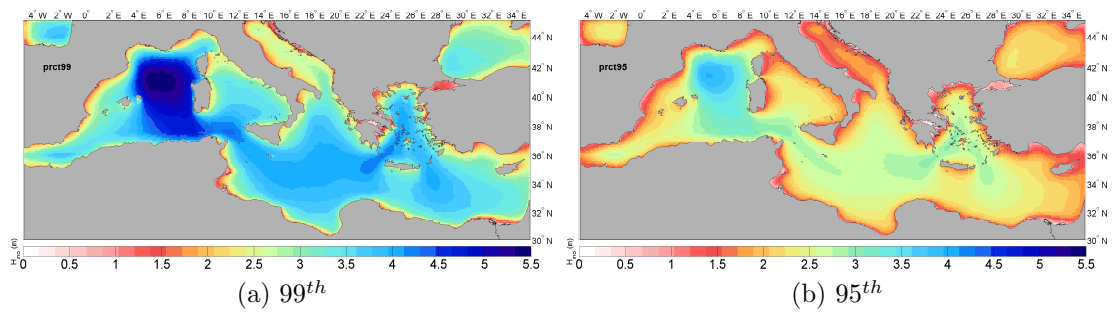 4° W 2° W 0° E 2° E 4° E 6° E 8° E 10° E 12° E 14° E 16° E 18° E 20° E 22° E 24° E 26° E 28° E 30° E 32° E 34° E
prct99
44° N
42° N
40° N
38° N
36° N
34° N
32° N
30° N
Hm0 (m)
0 0.5 1 1.5 2 2.5 3 3.5 4 4.5 5 5.5
(a) 99th
4° W 2° W 0° E 2° E 4° E 6° E 8° E 10° E 12° E 14° E 16° E 18° E 20° E 22° E 24° E 26° E 28° E 30° E 32° E 34° E
prct95
44° N
42° N
40° N
38° N
36° N
34° N
32° N
30° N
Hm0 (m)
0 0.5 1 1.5 2 2.5 3 3.5 4 4.5 5 5.5
(b) 95th